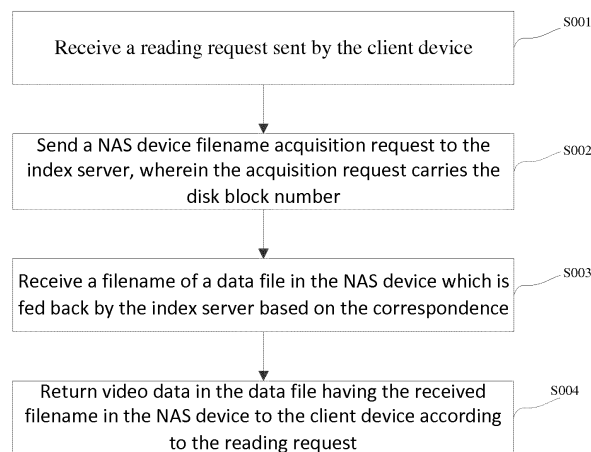 S001
Receive a reading request sent by the client device
Send a NAS device filename acquisition request to the
index server, wherein the acquisition request carries the
disk block number
S002
Receive a filename of a data file in the NAS device which is
fed back by the index server based on the correspondence
S003
Return video data in the data file having the received
filename in the NAS device to the client device according
to the reading request
S004